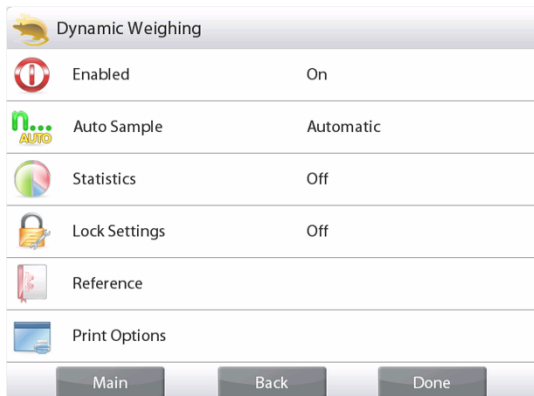 Dynamic Weighing
Enabled On
n... AUTO Auto Sample Automatic
Statistics Off
Lock Settings Off
Reference
Print Options
Main Back Done